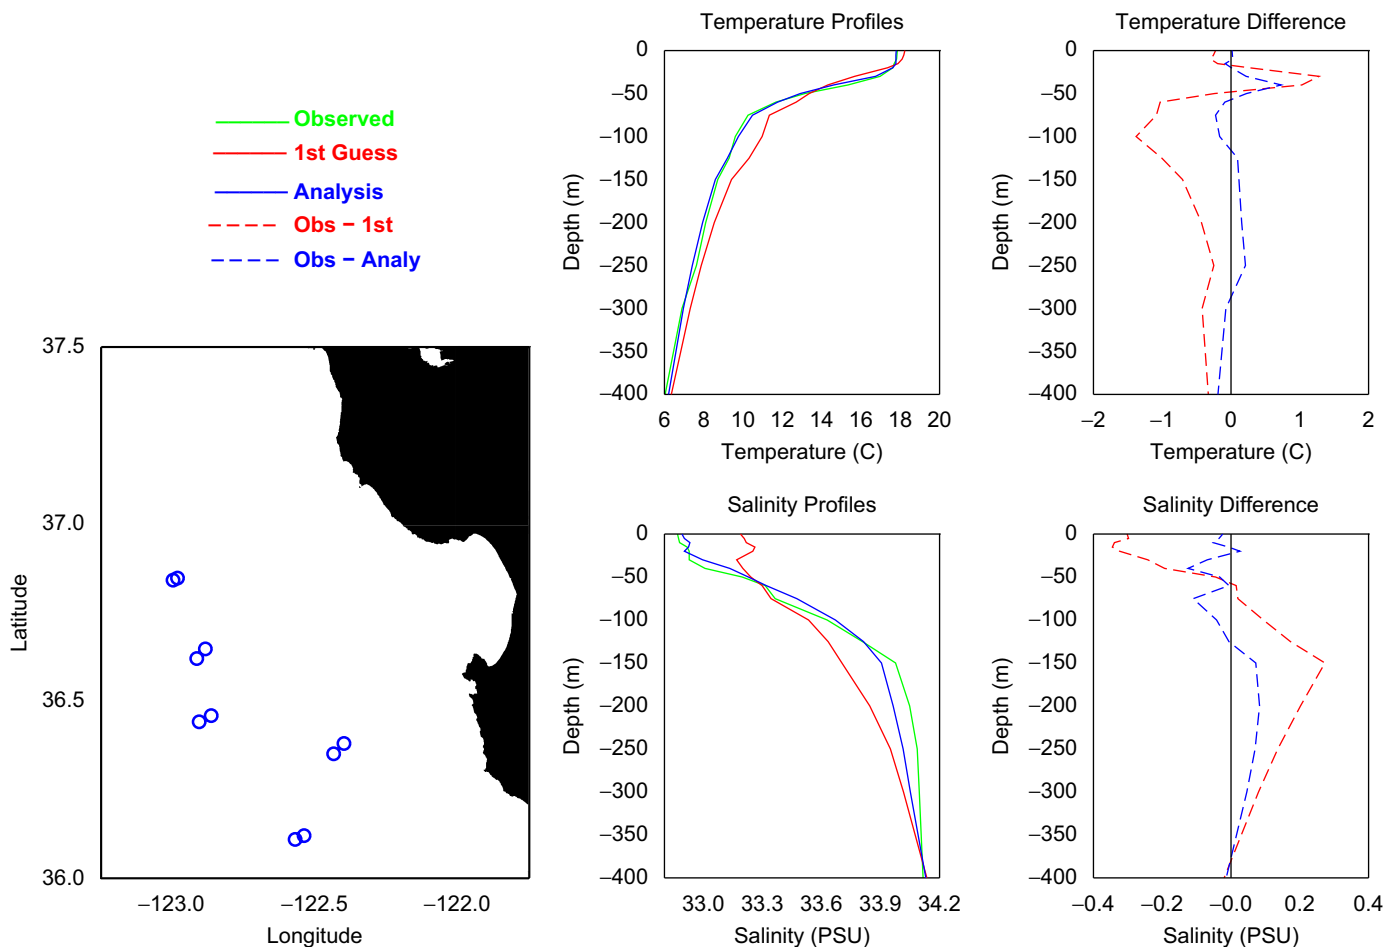 Temperature Profiles
Temperature Difference
0
−50
−100
−150
−200
−250
−300
−350
−400
Depth (m)
6 8 10 12 14 16 18 20
Temperature (C)
0
−50
−100
−150
−200
−250
−300
−350
−400
Depth (m)
−2 −1 0 1 2
Temperature (C)
Observed
1st Guess
Analysis
Obs − 1st
Obs − Analy
37.5
37.0
36.5
36.0
Latitude
−123.0 −122.5 −122.0
Longitude
Salinity Profiles
Salinity Difference
0
−50
−100
−150
−200
−250
−300
−350
−400
Depth (m)
33.0 33.3 33.6 33.9 34.2
Salinity (PSU)
0
−50
−100
−150
−200
−250
−300
−350
−400
Depth (m)
−0.4 −0.2 −0.0 0.2 0.4
Salinity (PSU)